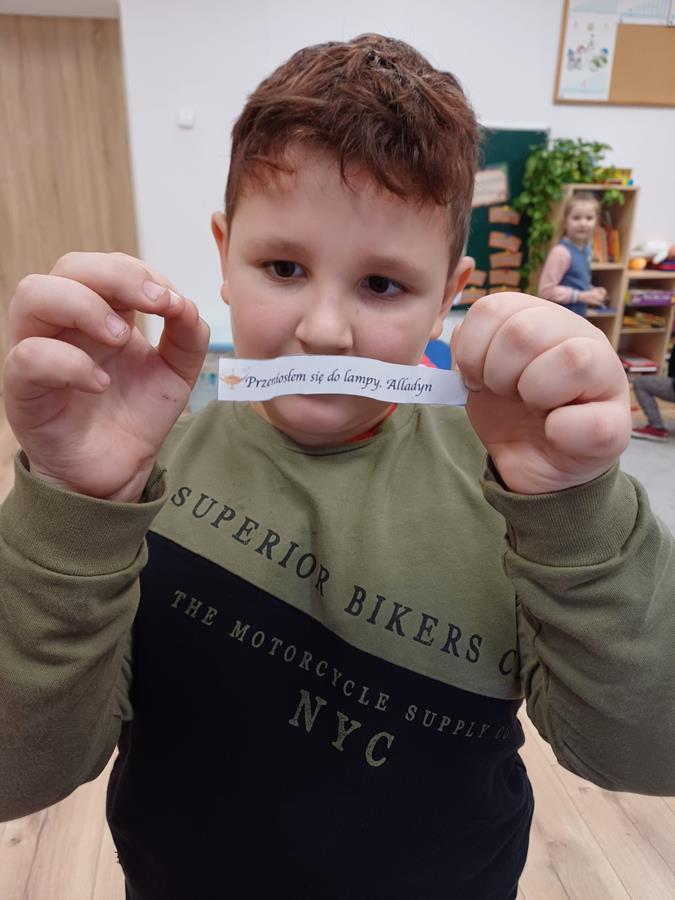 Przeniosłem się do lampy, Alladyn
SUPERIOR BIKERS
THE MOTORCYCLE SUPPLY
NYC